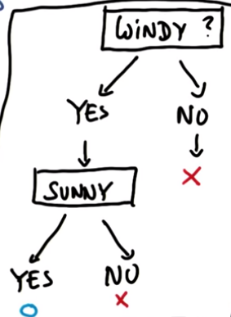 WINDY ?
YES NO
SUNNY
YES NO